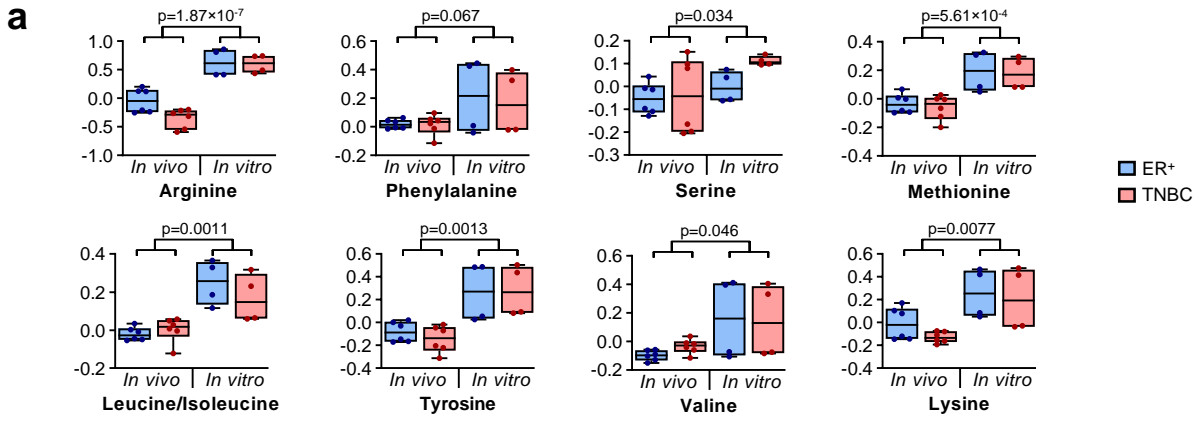 a
p=1.87×10-7
p=0.067
p=0.034
p=5.61×10-4
1.0
0.5
0.0
-0.5
-1.0
0.6
0.4
0.2
0.0
-0.2
0.2
0.1
0.0
-0.1
-0.2
-0.3
0.4
0.2
0.0
-0.2
-0.4
In vivo In vitro
In vivo In vitro
In vivo In vitro
In vivo In vitro
Arginine
Phenylalanine
Serine
Methionine
ER+
TNBC
p=0.0011
p=0.0013
p=0.046
p=0.0077
0.4
0.2
0.0
-0.2
0.6
0.4
0.2
0.0
-0.2
-0.4
0.6
0.4
0.2
0.0
-0.2
0.6
0.4
0.2
0.0
-0.2
-0.4
In vivo In vitro
In vivo In vitro
In vivo In vitro
In vivo In vitro
Leucine/Isoleucine
Tyrosine
Valine
Lysine